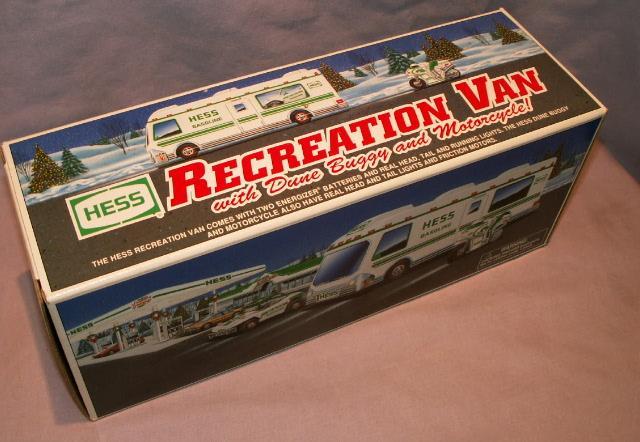 HESS
GASOLINE
RECREATION VAN
with Dune Buggy and Motorcycle!
HESS
THE HESS RECREATION VAN COMES WITH TWO ENERGIZER® BATTERIES AND REAL HEAD, TAIL AND RUNNING LIGHTS. THE HESS DUNE BUGGY
AND MOTORCYCLE ALSO HAVE REAL HEAD AND TAIL LIGHTS AND FRICTION MOTORS.
HESS
GASOLINE
HESS
HESS
HESS
WARNING